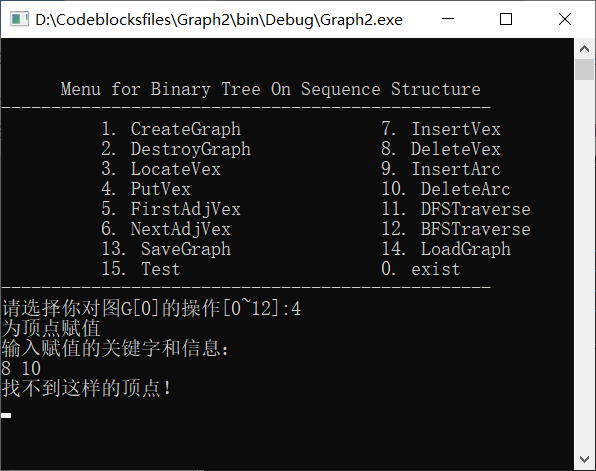 D:\Codeblocksfiles\Graph2\bin\Debug\Graph2.exe
Menu for Binary Tree On Sequence Structure
-------------------------------------------------
1. CreateGraph 7. InsertVex
2. DestroyGraph 8. DeleteVex
3. LocateVex 9. InsertArc
4. PutVex 10. DeleteArc
5. FirstAdjVex 11. DFSTraverse
6. NextAdjVex 12. BFSTraverse
13. SaveGraph 14. LoadGraph
15. Test 0. exist
-------------------------------------------------
请选择你对图G[0]的操作[0~12]:4
为顶点赋值
输入赋值的关键字和信息：
8 10
找不到这样的顶点！